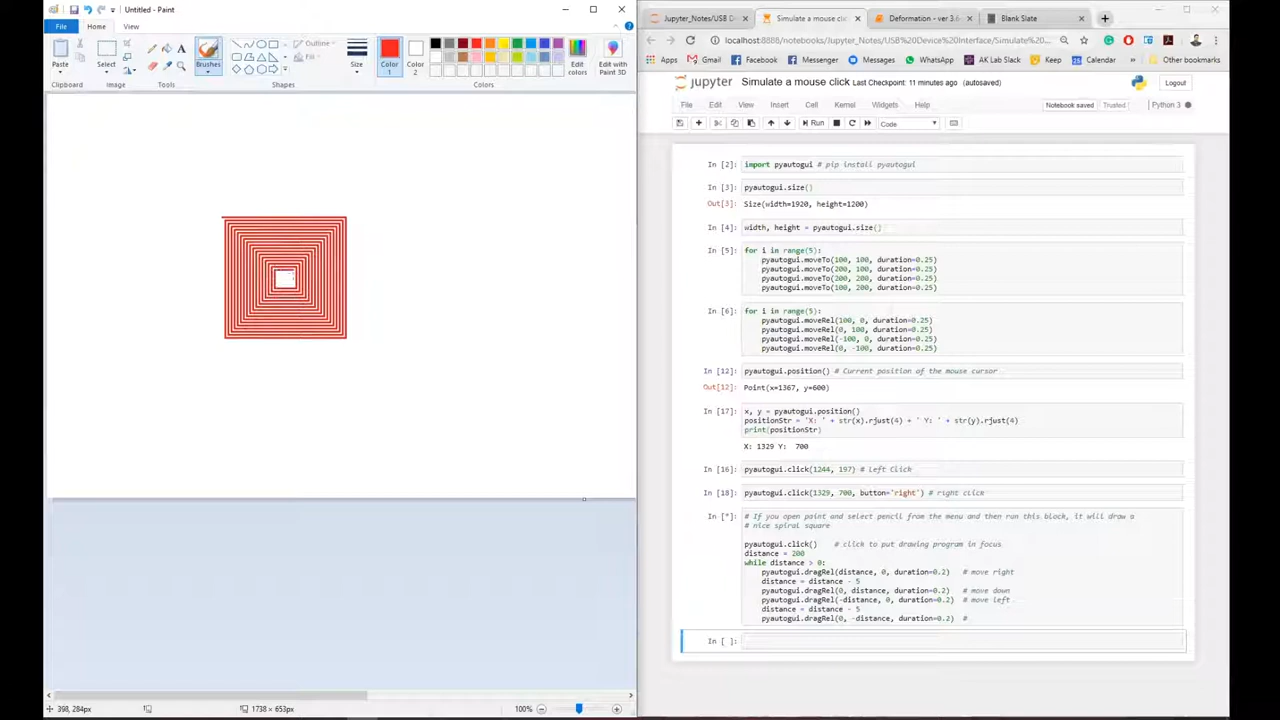 Untitled - Paint
File
Home
View
Paste
Select
Brushes
Outline
Fill
Size
Color
1
Color
2
Edit
colors
Edit with
Paint 3D
Clipboard
Image
Tools
Shapes
Colors
398, 284px
1738 × 653px
100%
Jupyter_Notes/USB De
Simulate a mouse click
Deformation - ver 3.6
Blank Slate
localhost:8888/notebooks/Jupyter_Notes/USB%20Device%20Interface/Simulate%20...
Apps
Gmail
Facebook
Messenger
Messages
WhatsApp
AK Lab Slack
Keep
Calendar
Other bookmarks
jupyter Simulate a mouse click Last Checkpoint: 11 minutes ago (autosaved)
Logout
File Edit View Insert Cell Kernel Widgets Help
Notebook saved
Trusted
Python 3
Run
Code
In [2]: import pyautogui # pip install pyautogui
In [3]: pyautogui.size()
Out[3]: Size(width=1920, height=1200)
In [4]: width, height = pyautogui.size()
In [5]: for i in range(5):
pyautogui.moveTo(100, 100, duration=0.25)
pyautogui.moveTo(200, 100, duration=0.25)
pyautogui.moveTo(200, 200, duration=0.25)
pyautogui.moveTo(100, 200, duration=0.25)
In [6]: for i in range(5):
pyautogui.moveRel(100, 0, duration=0.25)
pyautogui.moveRel(0, 100, duration=0.25)
pyautogui.moveRel(-100, 0, duration=0.25)
pyautogui.moveRel(0, -100, duration=0.25)
In [12]: pyautogui.position() # Current position of the mouse cursor
Out[12]: Point(x=1367, y=600)
In [17]: x, y = pyautogui.position()
positionStr = 'X: ' + str(x).rjust(4) + ' Y: ' + str(y).rjust(4)
print(positionStr)
X: 1329 Y:  700
In [16]: pyautogui.click(1244, 197) # Left Click
In [18]: pyautogui.click(1329, 700, button='right') # right click
In [*]: # If you open paint and select pencil from the menu and then run this block, it will draw a
# nice spiral square
pyautogui.click() # click to put drawing program in focus
distance = 200
while distance > 0:
pyautogui.dragRel(distance, 0, duration=0.2) # move right
distance = distance - 5
pyautogui.dragRel(0, distance, duration=0.2) # move down
pyautogui.dragRel(-distance, 0, duration=0.2) # move left
distance = distance - 5
pyautogui.dragRel(0, -distance, duration=0.2) #
In [ ]: